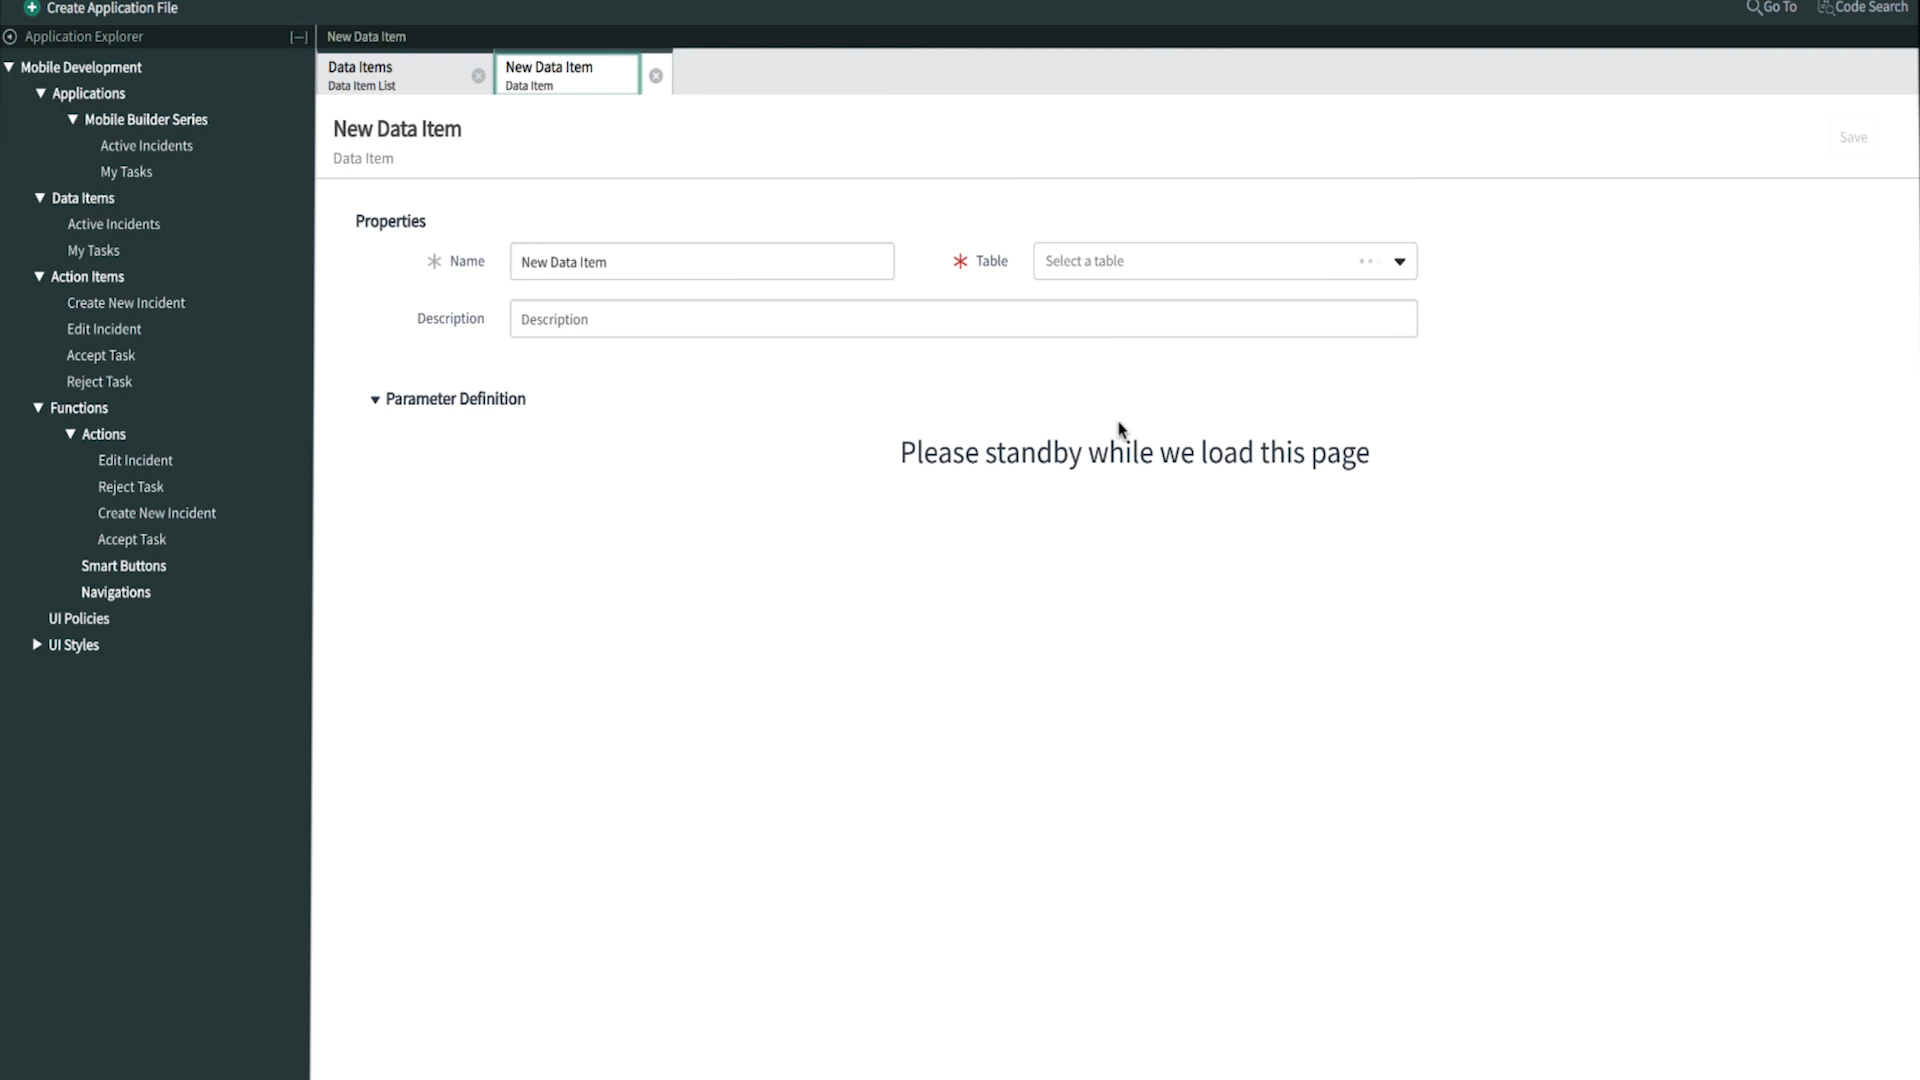 Create Application File
Go To
Code Search
Application Explorer
[–]
New Data Item
Mobile Development
Applications
Mobile Builder Series
Active Incidents
My Tasks
Data Items
Active Incidents
My Tasks
Action Items
Create New Incident
Edit Incident
Accept Task
Reject Task
Functions
Actions
Edit Incident
Reject Task
Create New Incident
Accept Task
Smart Buttons
Navigations
UI Policies
UI Styles
Data Items
Data Item List
New Data Item
Data Item
New Data Item
Data Item
Save
Properties
Name
New Data Item
Table
Select a table
Description
Description
Parameter Definition
Please standby while we load this page